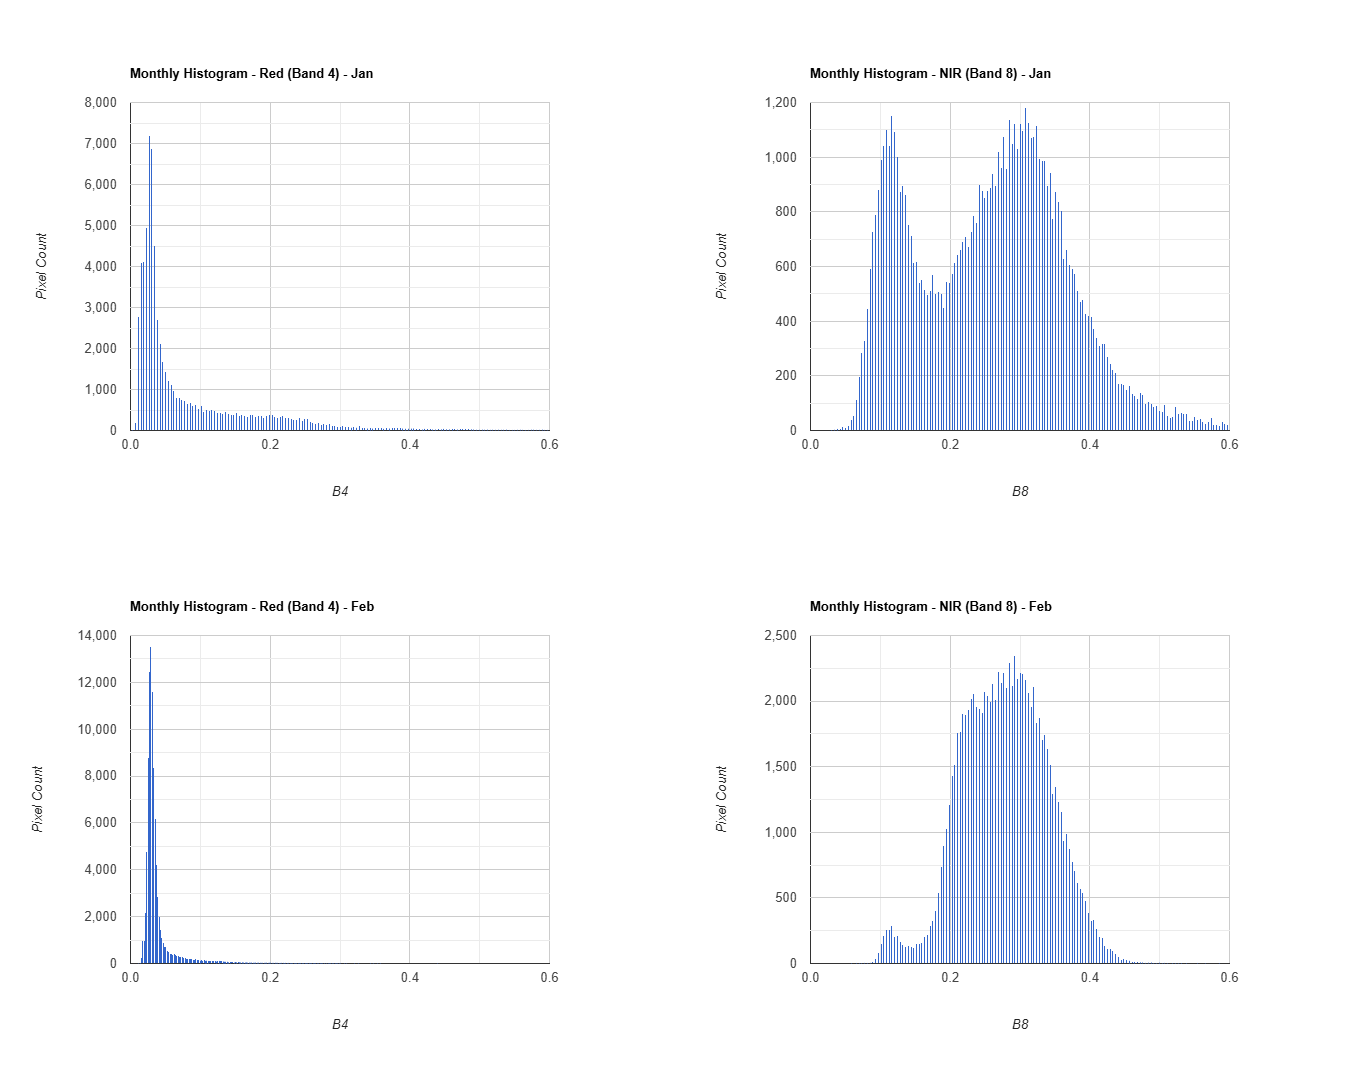 Monthly Histogram - Red (Band 4) - Jan
8,000
7,000
6,000
5,000
4,000
3,000
2,000
1,000
0
Pixel Count
0.0 0.2 0.4 0.6
B4
Monthly Histogram - NIR (Band 8) - Jan
1,200
1,000
800
600
400
200
0
Pixel Count
0.0 0.2 0.4 0.6
B8
Monthly Histogram - Red (Band 4) - Feb
14,000
12,000
10,000
8,000
6,000
4,000
2,000
0
Pixel Count
0.0 0.2 0.4 0.6
B4
Monthly Histogram - NIR (Band 8) - Feb
2,500
2,000
1,500
1,000
500
0
Pixel Count
0.0 0.2 0.4 0.6
B8